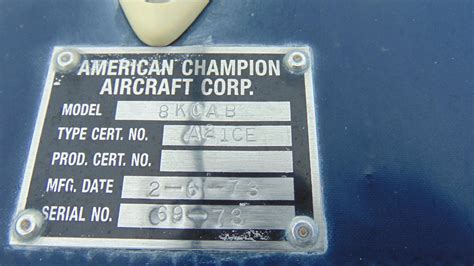 AMERICAN CHAMPION
AIRCRAFT CORP.
MODEL 8KCAB
TYPE CERT. NO. A21CE
PROD. CERT. NO.
MFG. DATE 2-6-73
SERIAL NO. 69-73